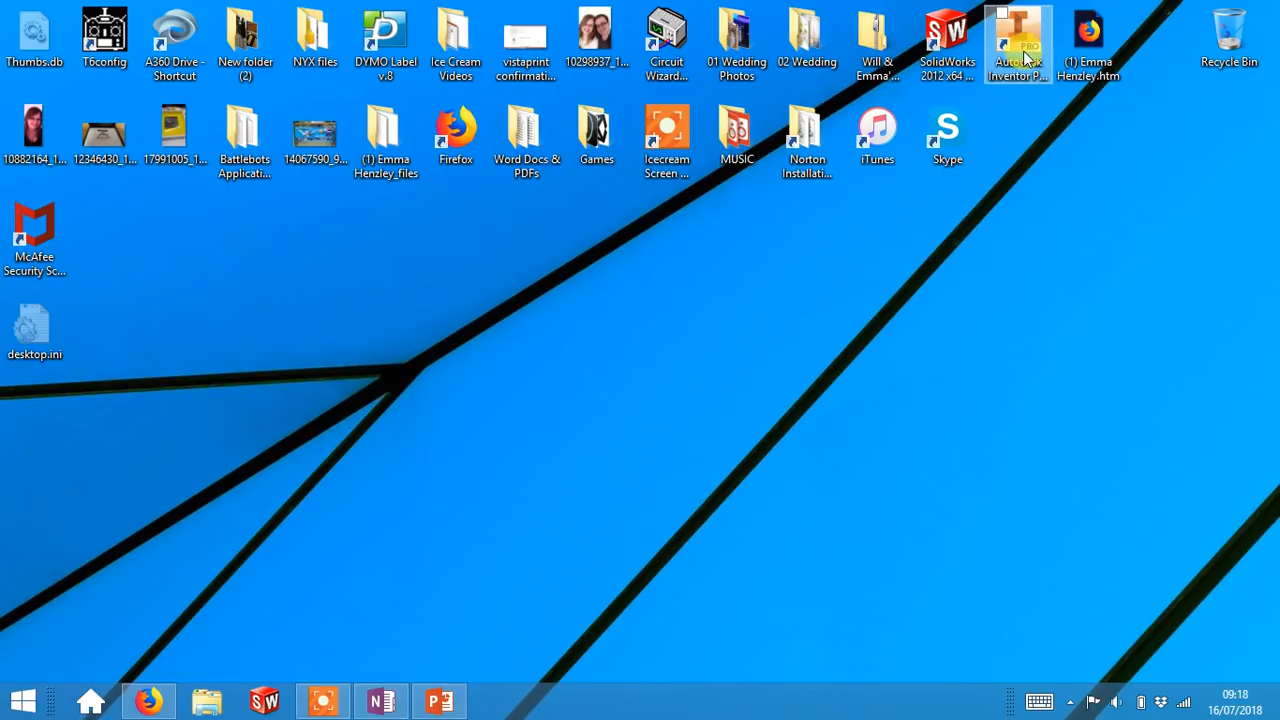 Thumbs.db
T6config
A360 Drive -
Shortcut
New folder
(2)
NYX files
DYMO Label
v.8
Ice Cream
Videos
vistaprint
confirmati...
10298937_1...
Circuit
Wizard...
01 Wedding
Photos
02 Wedding
Will &
Emma'...
SolidWorks
2012 x64 ...
PRO
Autodesk
Inventor P...
(1) Emma
Henzley.htm
Recycle Bin
10882164_1...
12346430_1...
17991005_1...
Battlebots
Applicati...
14067590_9...
(1) Emma
Henzley_files
Firefox
Word Docs &
PDFs
Games
Icecream
Screen ...
MUSIC
Norton
Installati...
iTunes
Skype
McAfee
Security Sc...
desktop.ini
09:18
16/07/2018